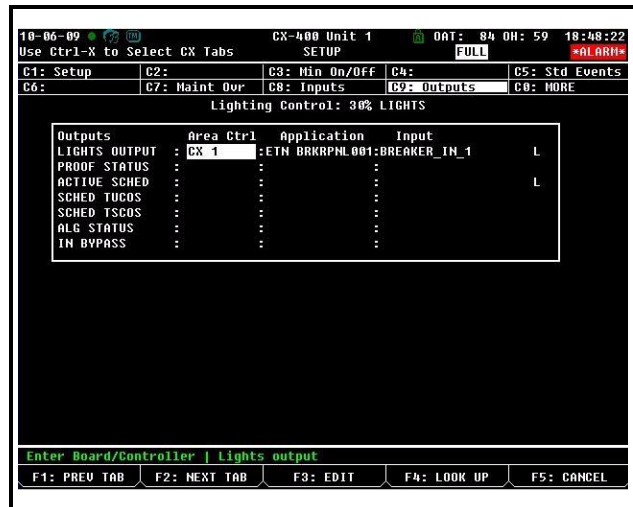 10-06-09 CX-400 Unit 1 OAT: 84 OH: 59 18:48:22
Use Ctrl-X to Select CX Tabs SETUP FULL *ALARM*
C1: Setup C2: C3: Min On/Off C4: C5: Std Events
C6: C7: Maint Ovr C8: Inputs C9: Outputs C0: MORE
Lighting Control: 30% LIGHTS
Outputs Area Ctrl Application Input
LIGHTS OUTPUT : CX 1 :ETN BRKRPNL001:BREAKER_IN_1 L
PROOF STATUS : : :
ACTIVE SCHED : : : L
SCHED TUCOS : : :
SCHED TSCOS : : :
ALG STATUS : : :
IN BYPASS : : :
Enter Board/Controller | Lights output
F1: PREV TAB F2: NEXT TAB F3: EDIT F4: LOOK UP F5: CANCEL